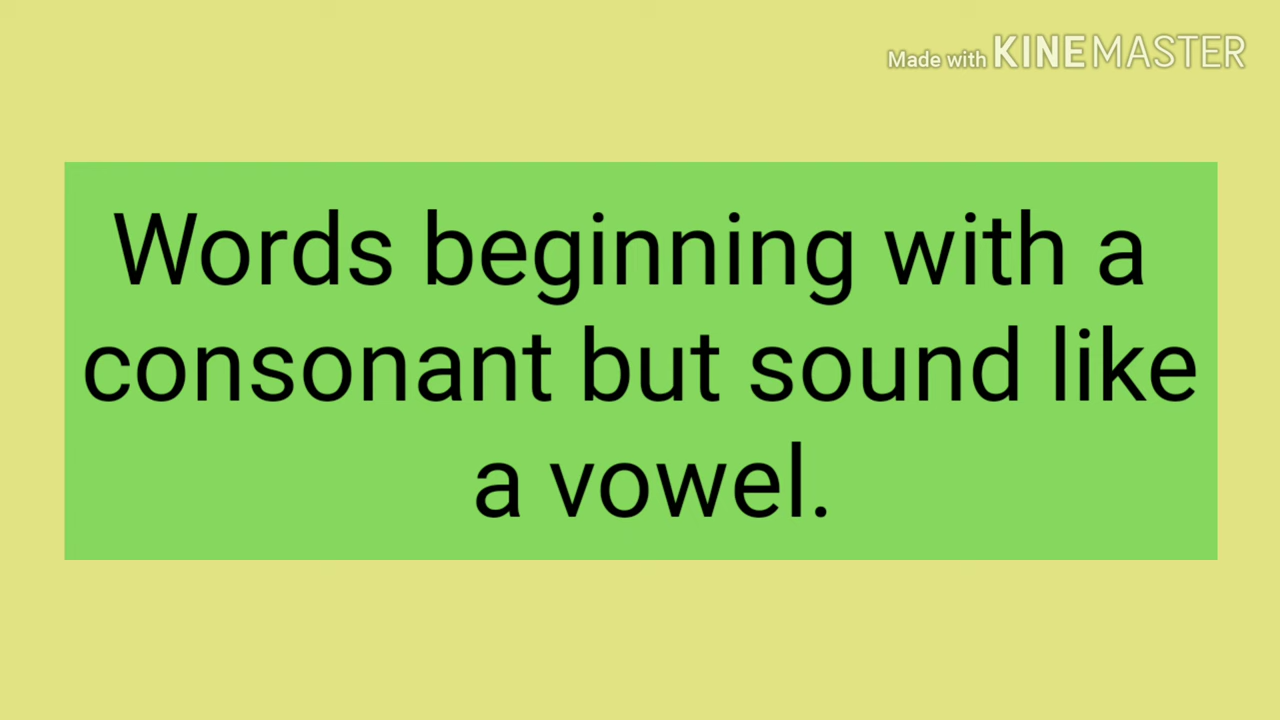 Made with KINEMASTER
Words beginning with a
consonant but sound like
a vowel.